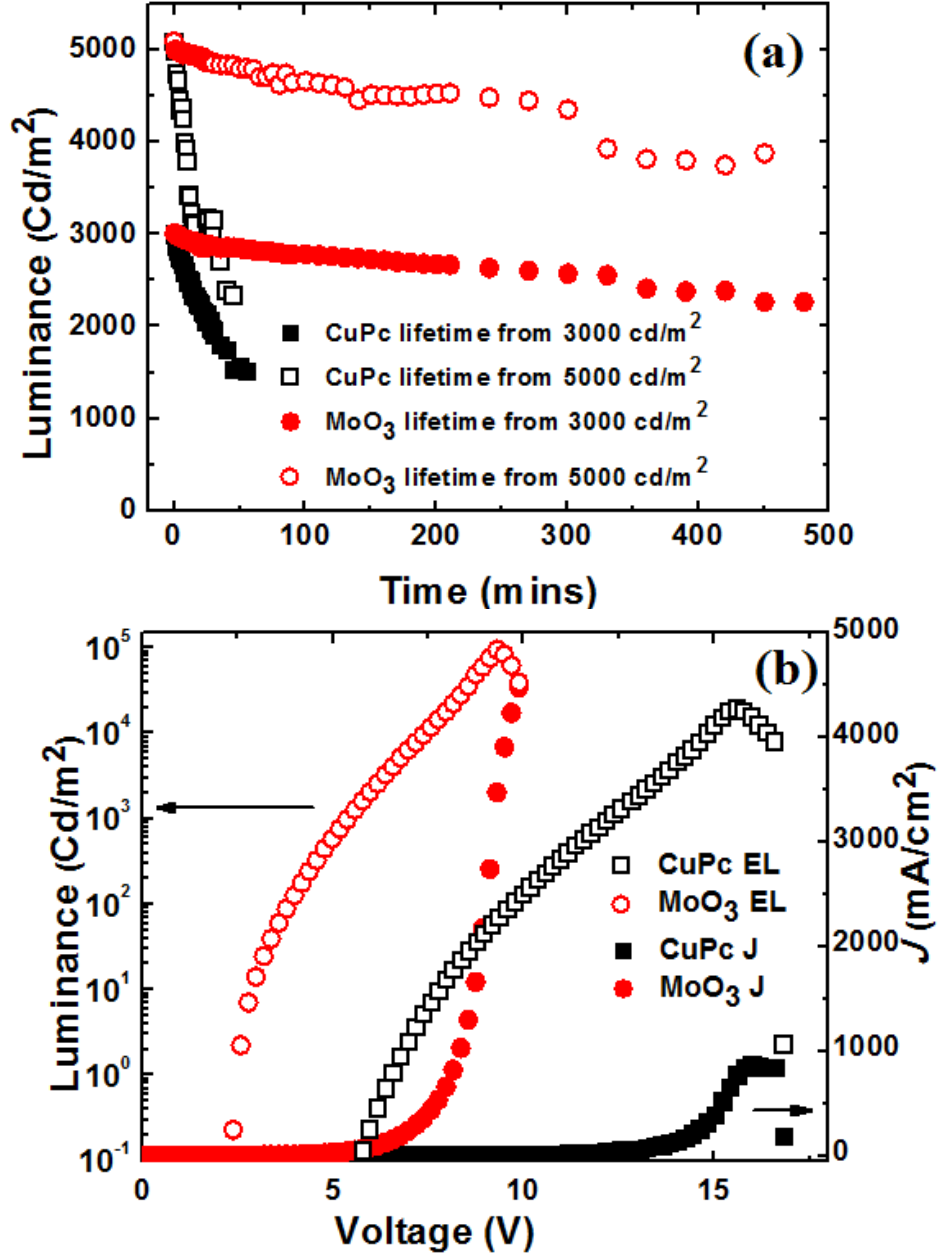 (a)
5000
4000
3000
2000
1000
0
Luminance (Cd/m²)
CuPc lifetime from 3000 cd/m²
CuPc lifetime from 5000 cd/m²
MoO₃ lifetime from 3000 cd/m²
MoO₃ lifetime from 5000 cd/m²
0 100 200 300 400 500
Time (mins)
(b)
10⁵
10⁴
10³
10²
10¹
10⁰
10⁻¹
Luminance (Cd/m²)
CuPc EL
MoO₃ EL
CuPc J
MoO₃ J
5000
4000
3000
2000
1000
0
J (mA/cm²)
0 5 10 15
Voltage (V)